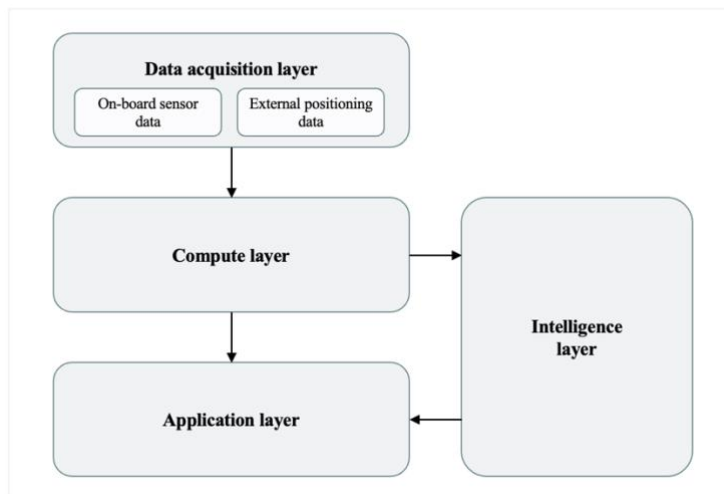 Data acquisition layer
On-board sensor
data
External positioning
data
Compute layer
Intelligence
layer
Application layer